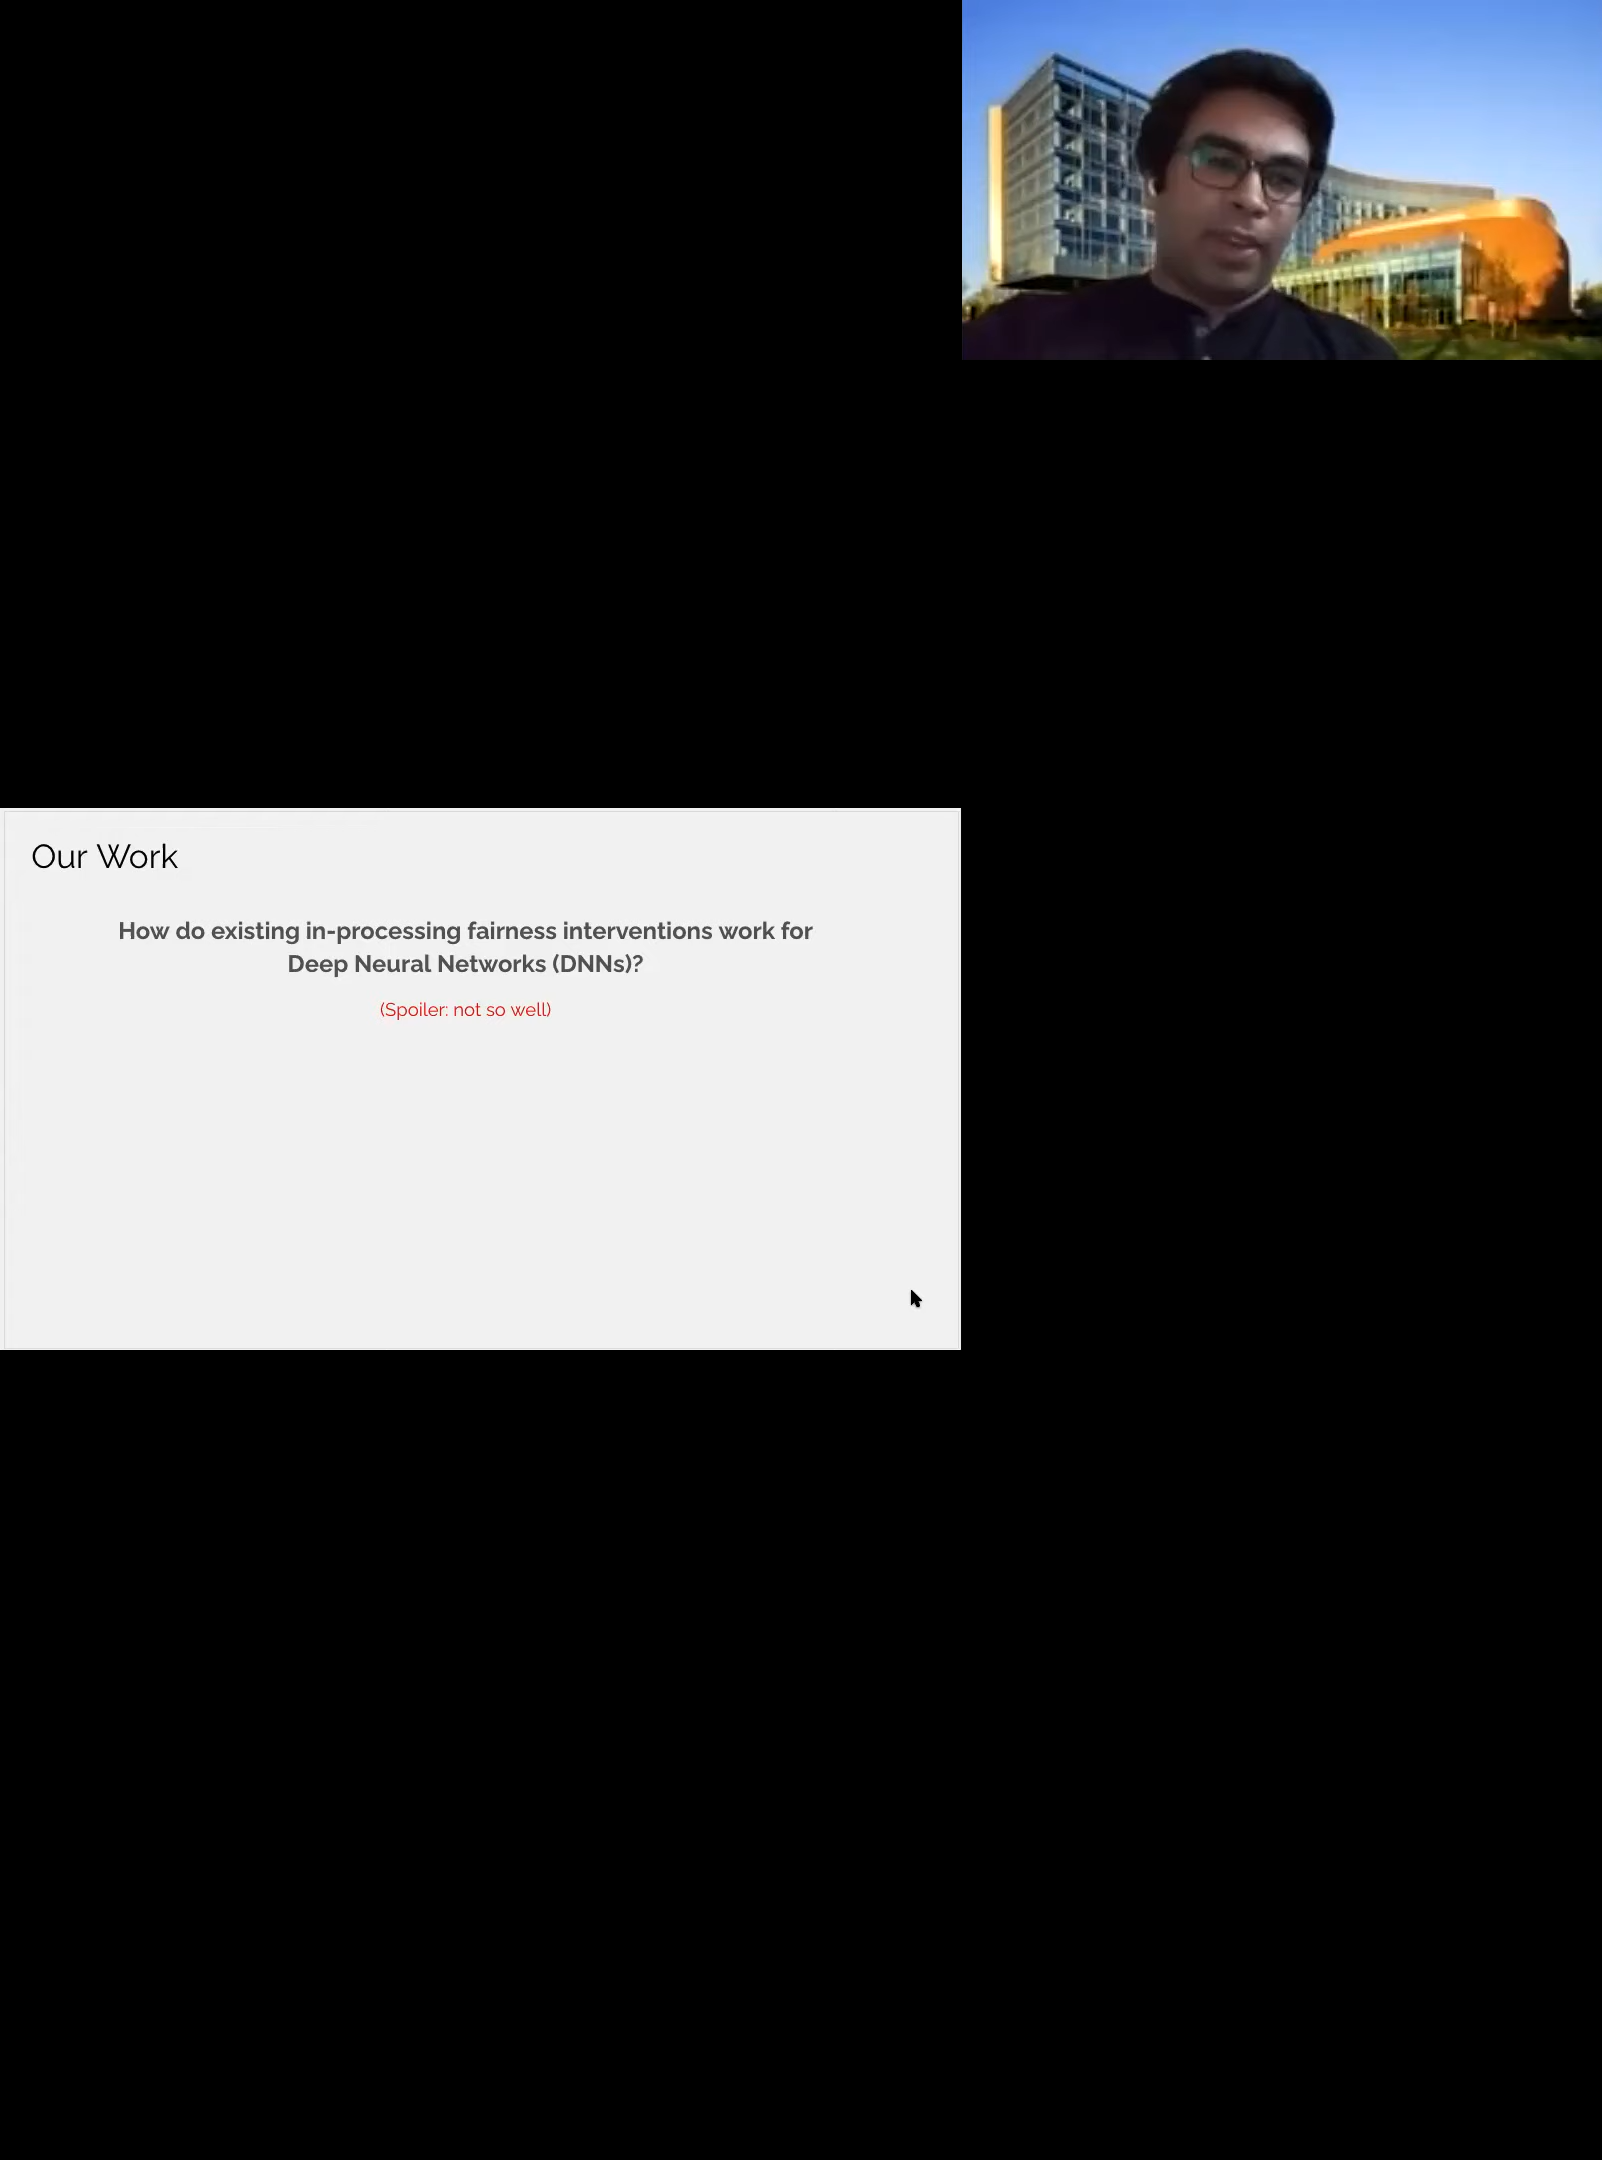 Our Work
How do existing in-processing fairness interventions work for
Deep Neural Networks (DNNs)?
(Spoiler: not so well)